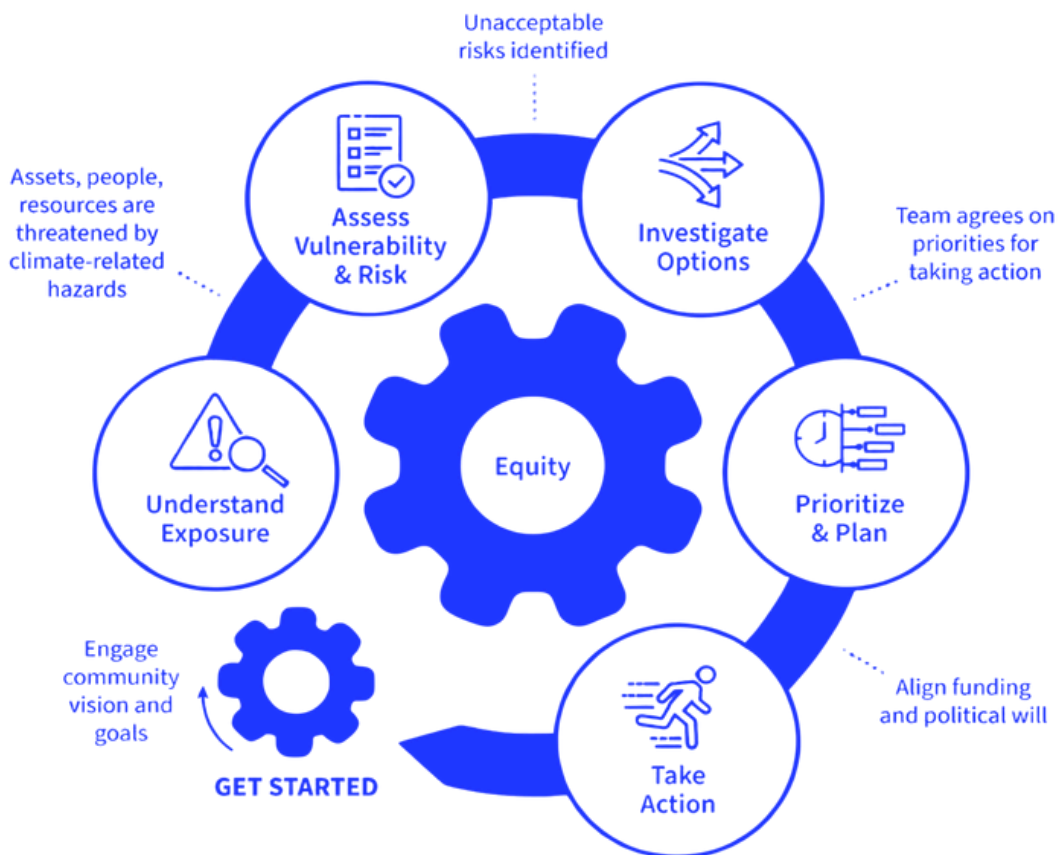 Unacceptable
risks identified
Assess
Vulnerability
& Risk
Investigate
Options
Assets, people,
resources are
threatened by
climate-related
hazards
Team agrees on
priorities for
taking action
Understand
Exposure
Equity
Prioritize
& Plan
Engage
community
vision and
goals
GET STARTED
Take
Action
Align funding
and political will